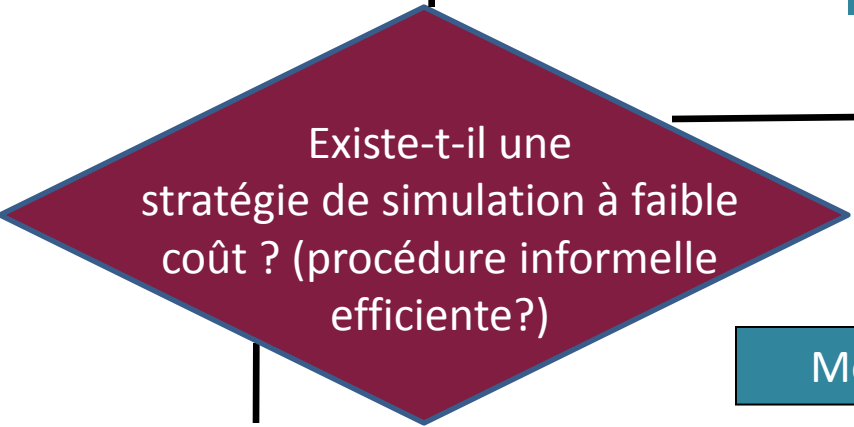 Existe-t-il une
stratégie de simulation à faible
coût ? (procédure informelle
efficiente?)